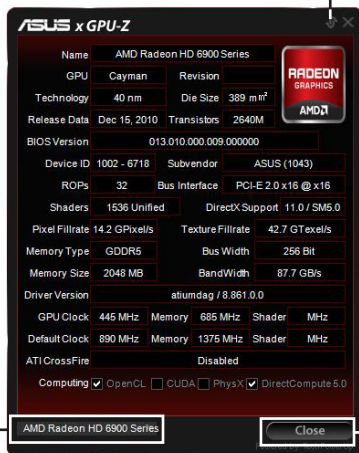 ASUS x GPU-Z
Name AMD Radeon HD 6900 Series
GPU Cayman Revision
RADEON
GRAPHICS
AMD
Technology 40 nm Die Size 389 mm²
Release Data Dec 15, 2010 Transistors 2640M
BIOS Version 013.010.000.009.000000
Device ID 1002 - 6718 Subvendor ASUS (1043)
ROPs 32 Bus Interface PCI-E 2.0 x16 @ x16
Shaders 1536 Unified DirectX Support 11.0 / SM5.0
Pixel Fillrate 14.2 GPixel/s Texture Fillrate 42.7 GTexel/s
Memory Type GDDR5 Bus Width 256 Bit
Memory Size 2048 MB BandWidth 87.7 GB/s
Driver Version atiumdag / 8.861.0.0
GPU Clock 445 MHz Memory 685 MHz Shader MHz
Default Clock 890 MHz Memory 1375 MHz Shader MHz
ATI CrossFire Disabled
Computing OpenCL CUDA PhysX DirectCompute 5.0
AMD Radeon HD 6900 Series Close